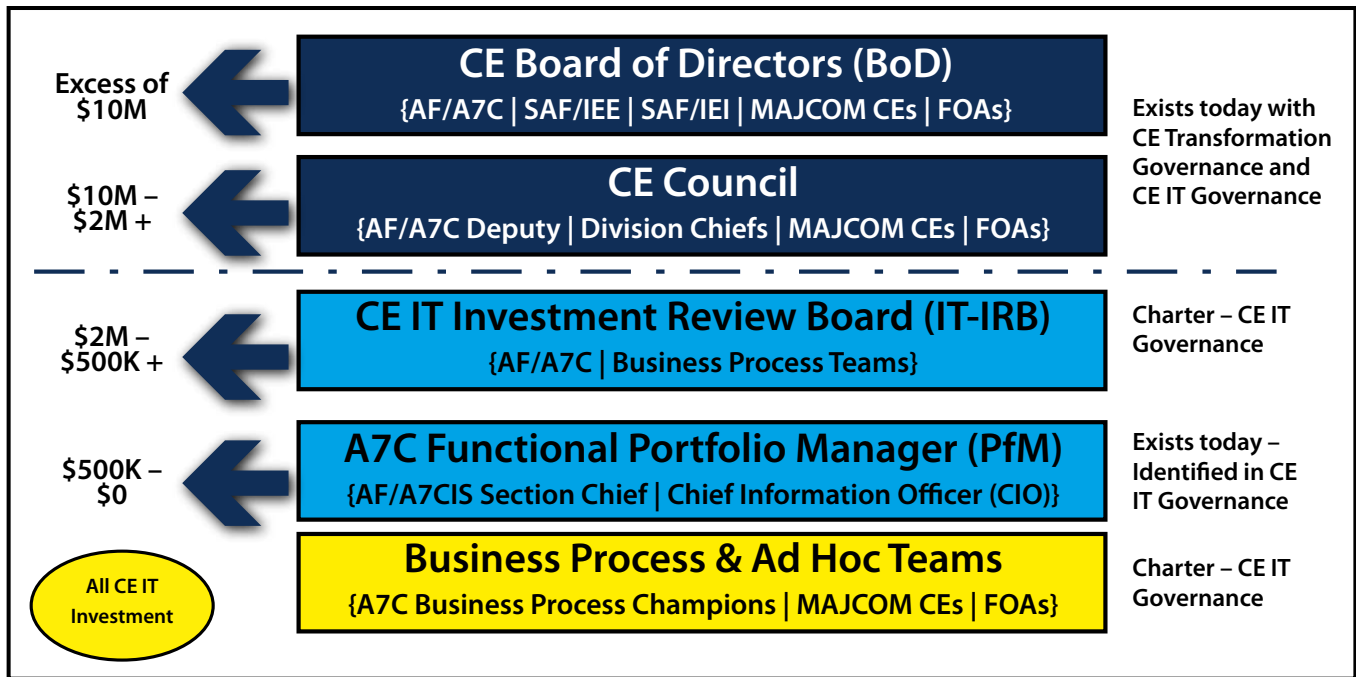 Excess of
$10M
CE Board of Directors (BoD)
{AF/A7C | SAF/IEE | SAF/IEI | MAJCOM CEs | FOAs}
Exists today with
CE Transformation
Governance and
CE IT Governance
$10M –
$2M +
CE Council
{AF/A7C Deputy | Division Chiefs | MAJCOM CEs | FOAs}
$2M –
$500K +
CE IT Investment Review Board (IT-IRB)
{AF/A7C | Business Process Teams}
Charter – CE IT
Governance
$500K –
$0
A7C Functional Portfolio Manager (PfM)
{AF/A7CIS Section Chief | Chief Information Officer (CIO)}
Exists today –
Identified in CE
IT Governance
All CE IT
Investment
Business Process & Ad Hoc Teams
{A7C Business Process Champions | MAJCOM CEs | FOAs}
Charter – CE IT
Governance